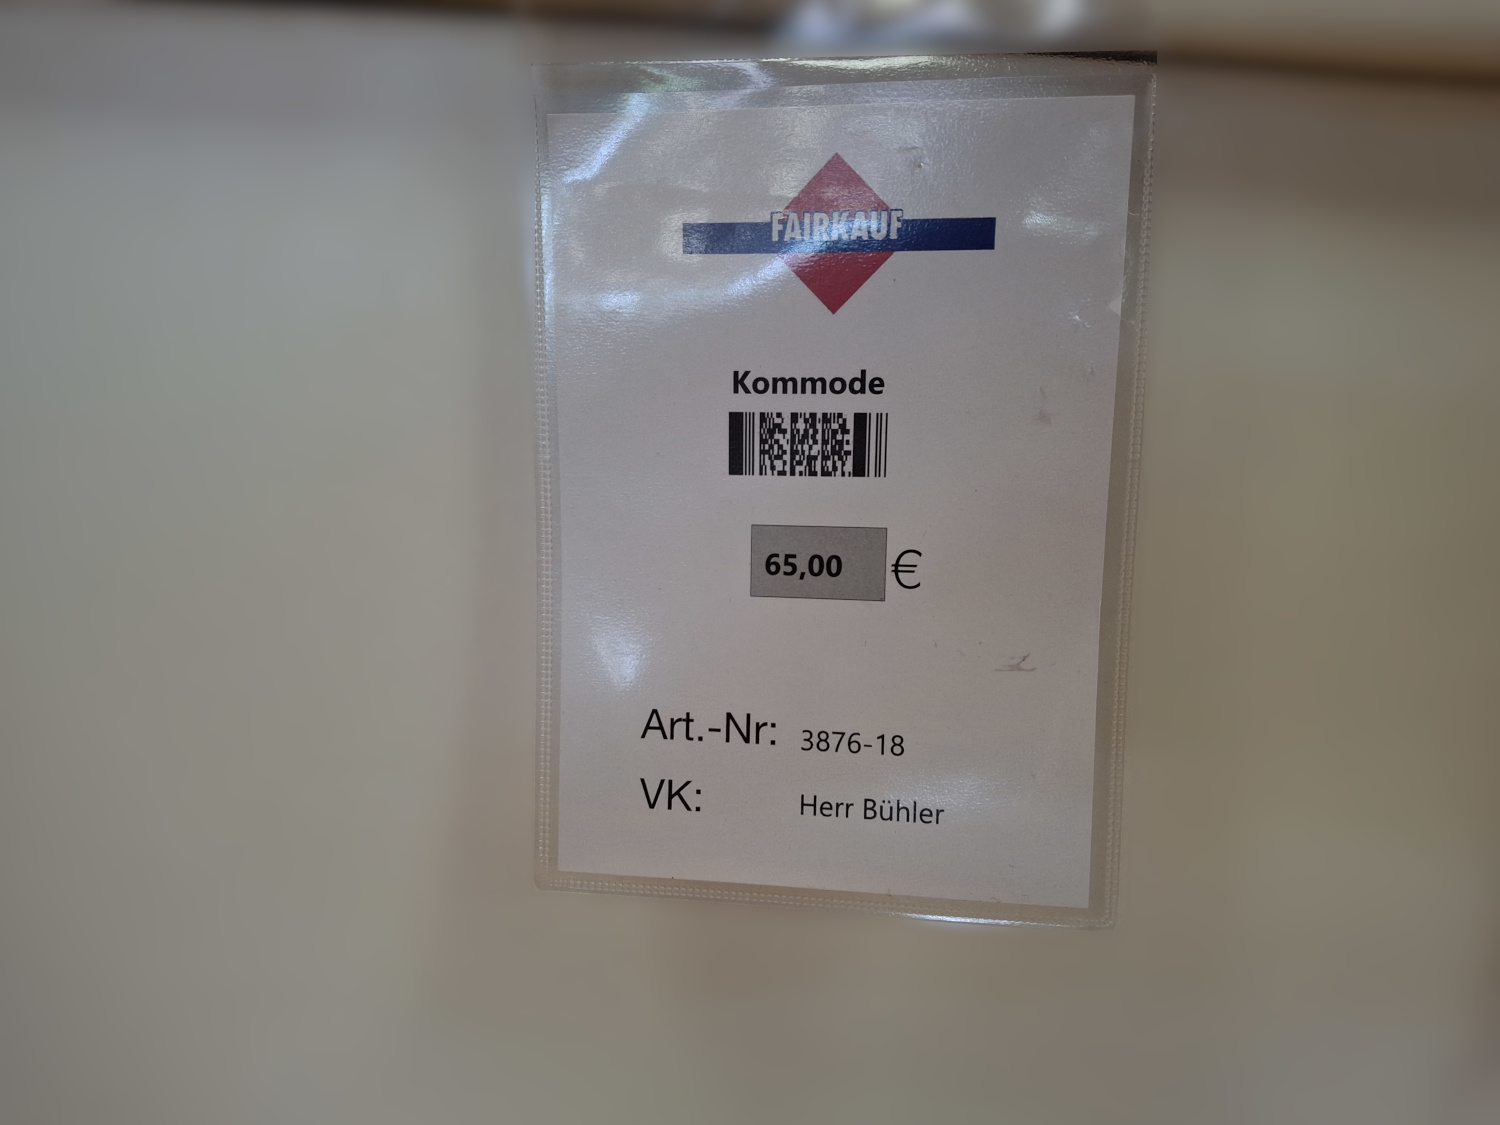 FAIRKAUF
Kommode
65,00 €
Art.-Nr: 3876-18
VK: Herr Bühler